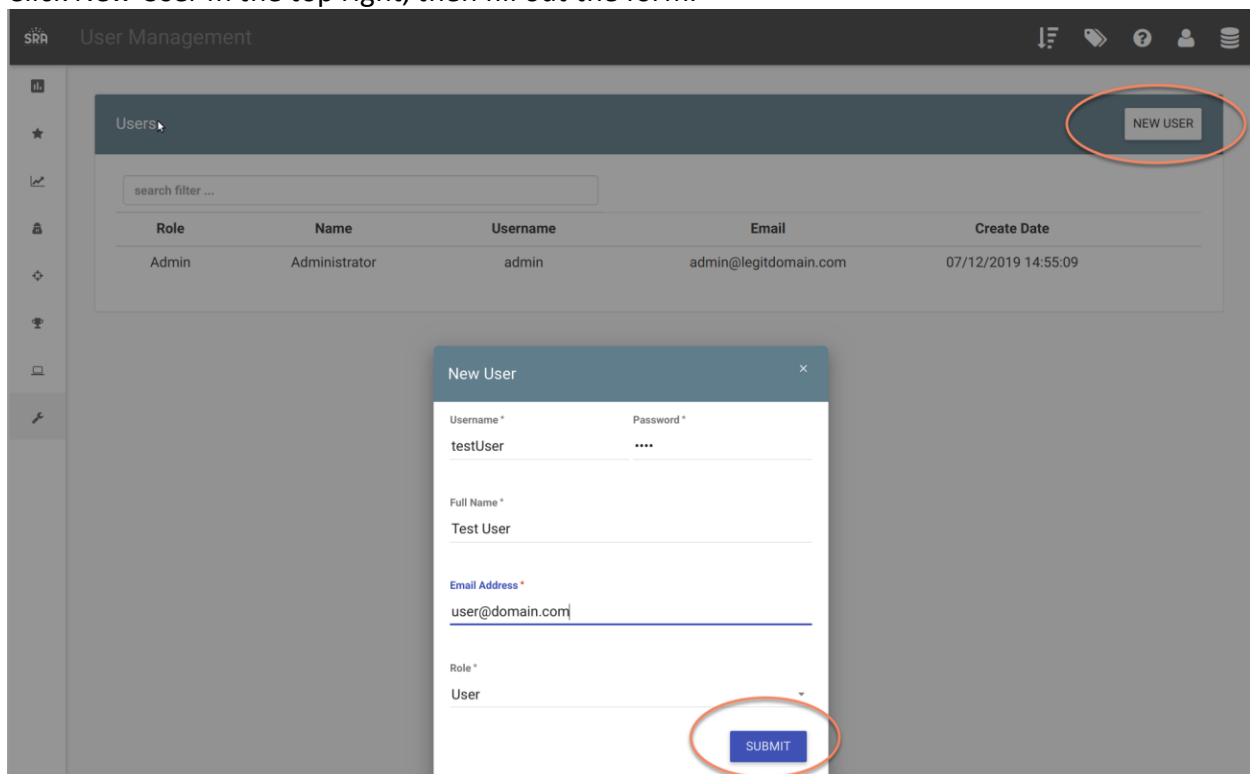 Click New User in the top right, then fill out the form.
SRA User Management
Users
NEW USER
search filter ...
Role Name Username Email Create Date
Admin Administrator admin admin@legitdomain.com 07/12/2019 14:55:09
New User ×
Username * Password *
testUser ••••
Full Name *
Test User
Email Address *
user@domain.com
Role *
User
SUBMIT